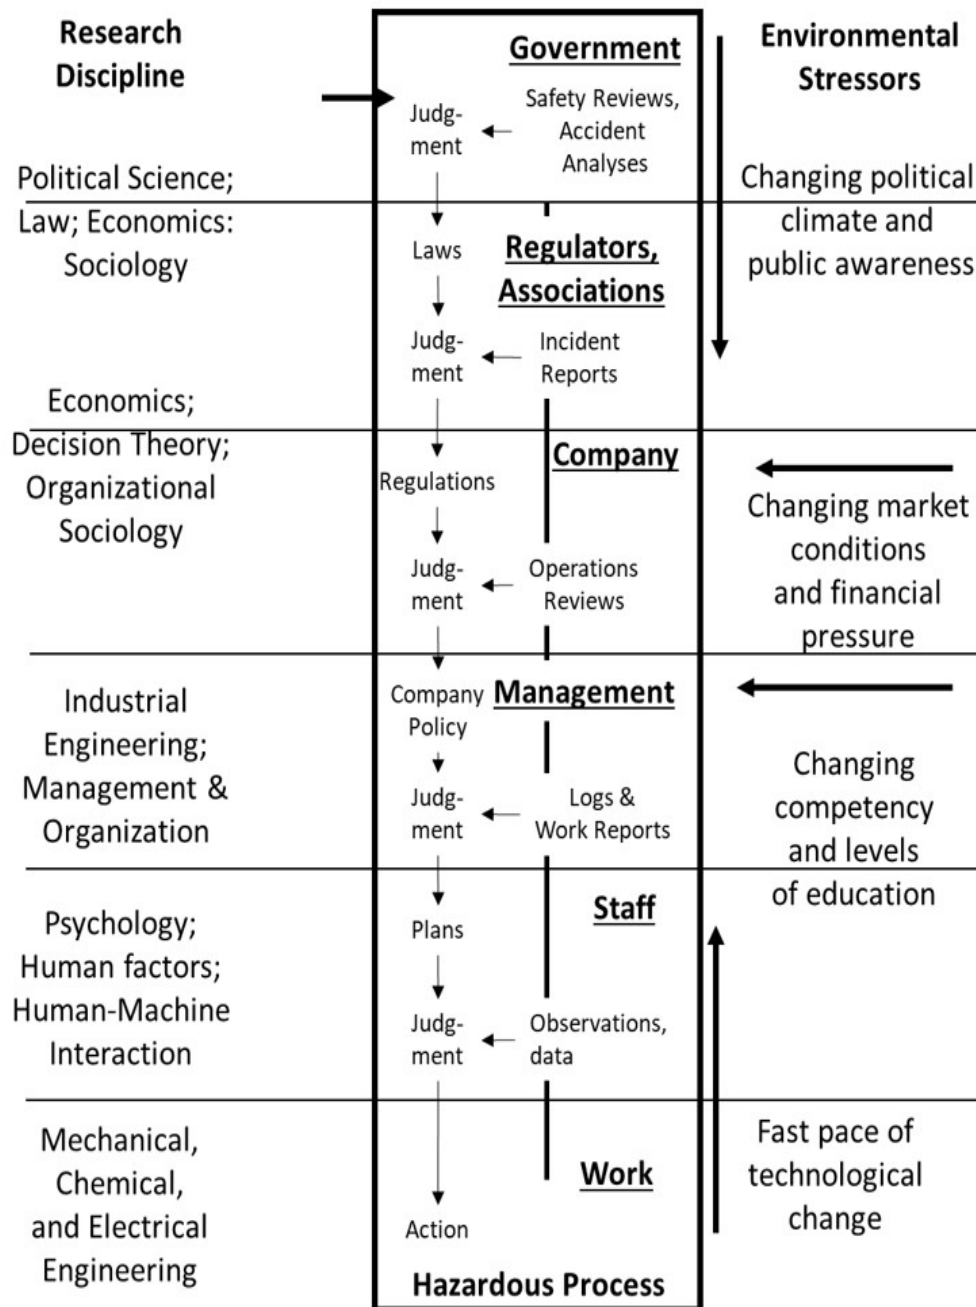 Research
Discipline
Government
Environmental
Stressors
Judg-
ment
Safety Reviews,
Accident
Analyses
Political Science;
Law; Economics:
Sociology
Changing political
climate and
public awareness
Laws
Regulators,
Associations
Judg-
ment
Incident
Reports
Economics;
Decision Theory;
Organizational
Sociology
Company
Regulations
Changing market
conditions
and financial
pressure
Judg-
ment
Operations
Reviews
Industrial
Engineering;
Management &
Organization
Company
Policy
Management
Judg-
ment
Logs &
Work Reports
Changing
competency
and levels
of education
Psychology;
Human factors;
Human-Machine
Interaction
Plans
Staff
Judg-
ment
Observations,
data
Mechanical,
Chemical,
and Electrical
Engineering
Work
Action
Fast pace of
technological
change
Hazardous Process